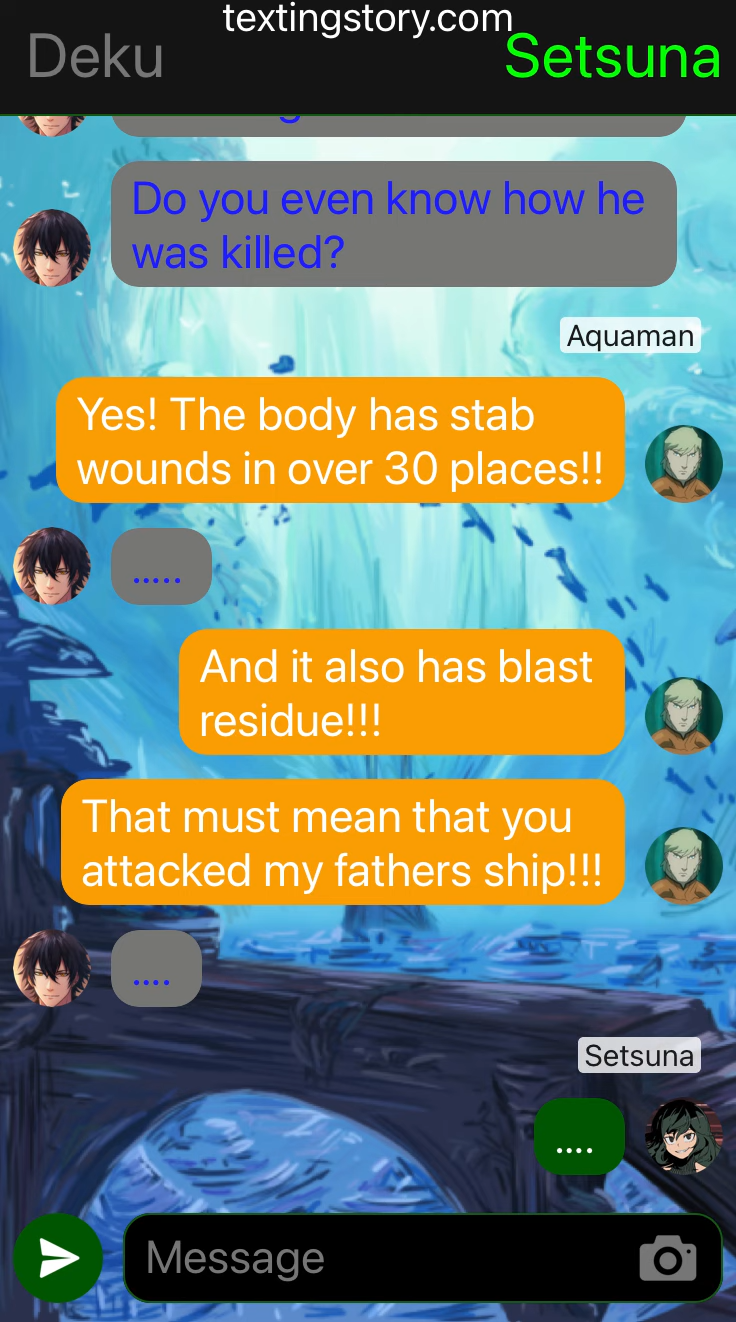 textingstory.com
Deku
Setsuna
Do you even know how he
was killed?
Aquaman
Yes! The body has stab
wounds in over 30 places!!
.....
And it also has blast
residue!!!
That must mean that you
attacked my fathers ship!!!
....
Setsuna
....
Message